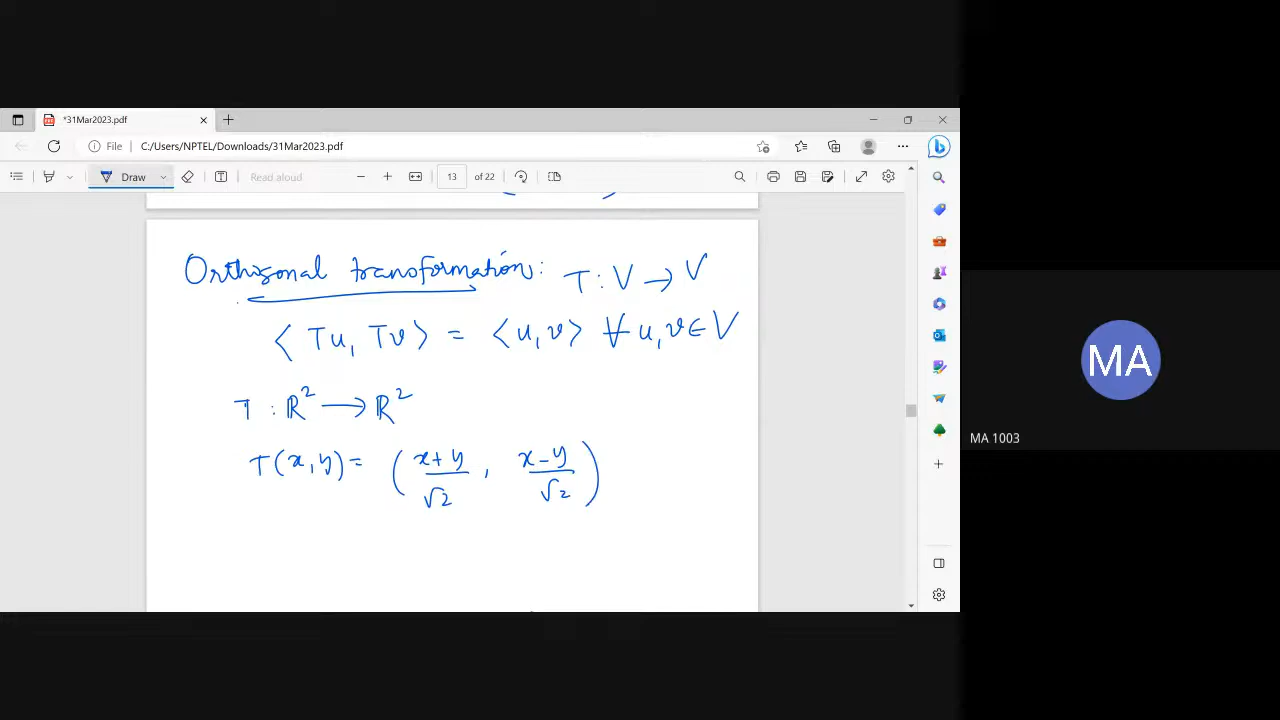 *31Mar2023.pdf
File C:/Users/NPTEL/Downloads/31Mar2023.pdf
Draw Read aloud 13 of 22
Orthogonal transformation: T : V → V
⟨Tu, Tv⟩ = ⟨u, v⟩ ∀ u, v ∈ V
T : ℝ² → ℝ²
T(x, y) = ( (x+y)/√2 , (x-y)/√2 )
MA
MA 1003